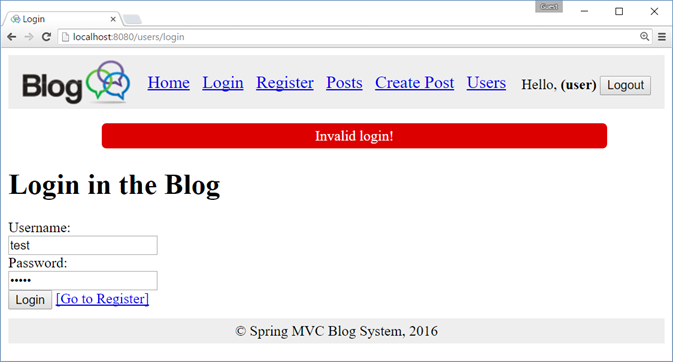 Guest
Login
localhost:8080/users/login
Blog Home Login Register Posts Create Post Users Hello, (user) Logout
Invalid login!
Login in the Blog
Username:
test
Password:
•••••
Login [Go to Register]
© Spring MVC Blog System, 2016